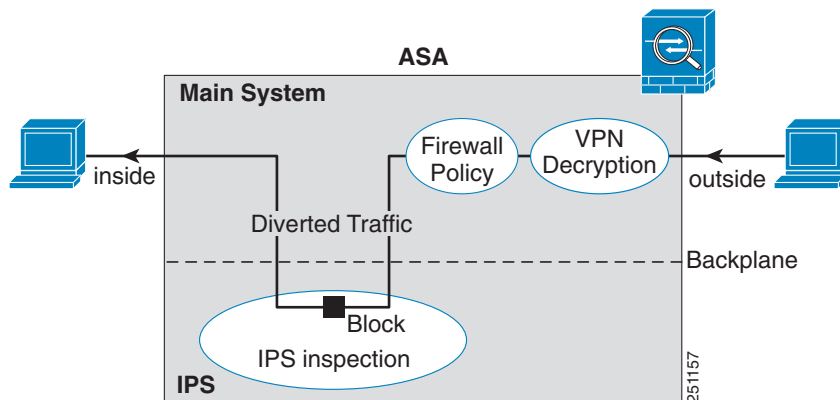 ASA
Main System
Firewall
Policy
VPN
Decryption
inside
outside
Diverted Traffic
Backplane
Block
IPS inspection
IPS
251157